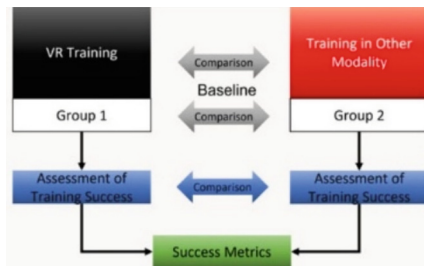 VR Training
Comparison
Training in Other
Modality
Baseline
Group 1
Comparison
Group 2
Assessment of
Training Success
Comparison
Assessment of
Training Success
Success Metrics